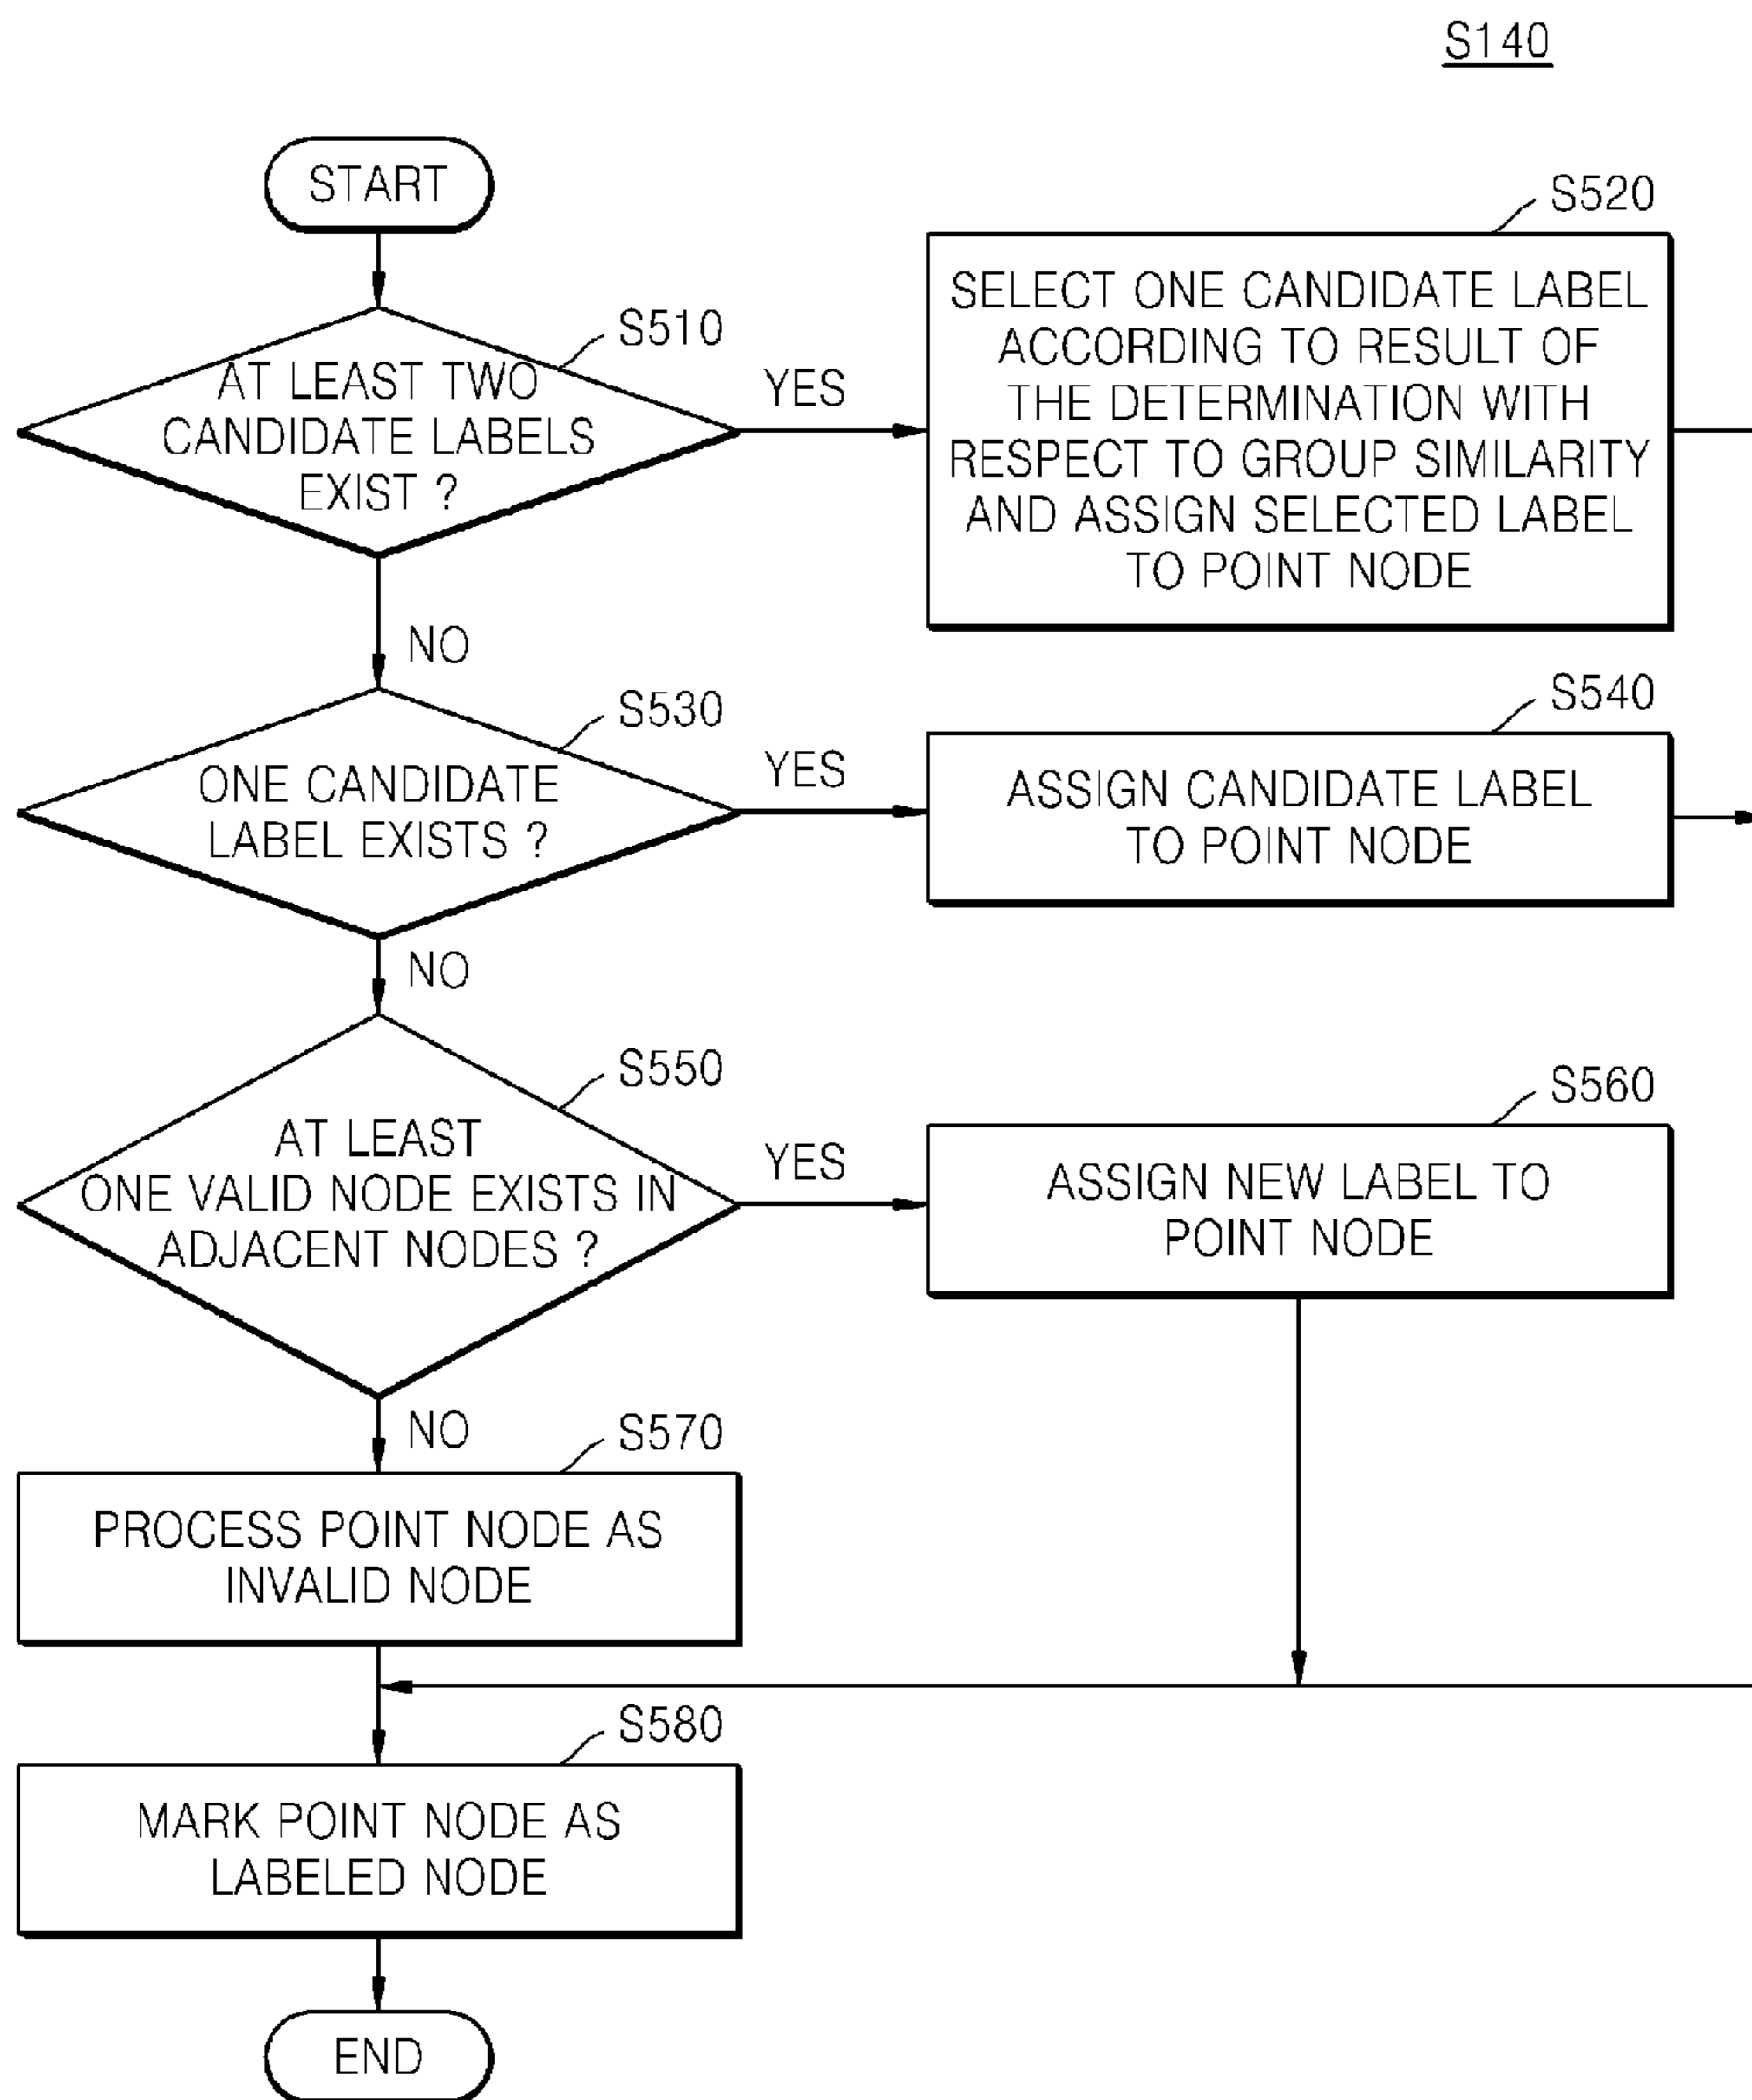 S140
START
S510
AT LEAST TWO
CANDIDATE LABELS
EXIST ?
YES
S520
SELECT ONE CANDIDATE LABEL
ACCORDING TO RESULT OF
THE DETERMINATION WITH
RESPECT TO GROUP SIMILARITY
AND ASSIGN SELECTED LABEL
TO POINT NODE
NO
S530
ONE CANDIDATE
LABEL EXISTS ?
YES
S540
ASSIGN CANDIDATE LABEL
TO POINT NODE
NO
S550
AT LEAST
ONE VALID NODE EXISTS IN
ADJACENT NODES ?
YES
S560
ASSIGN NEW LABEL TO
POINT NODE
NO
S570
PROCESS POINT NODE AS
INVALID NODE
S580
MARK POINT NODE AS
LABELED NODE
END